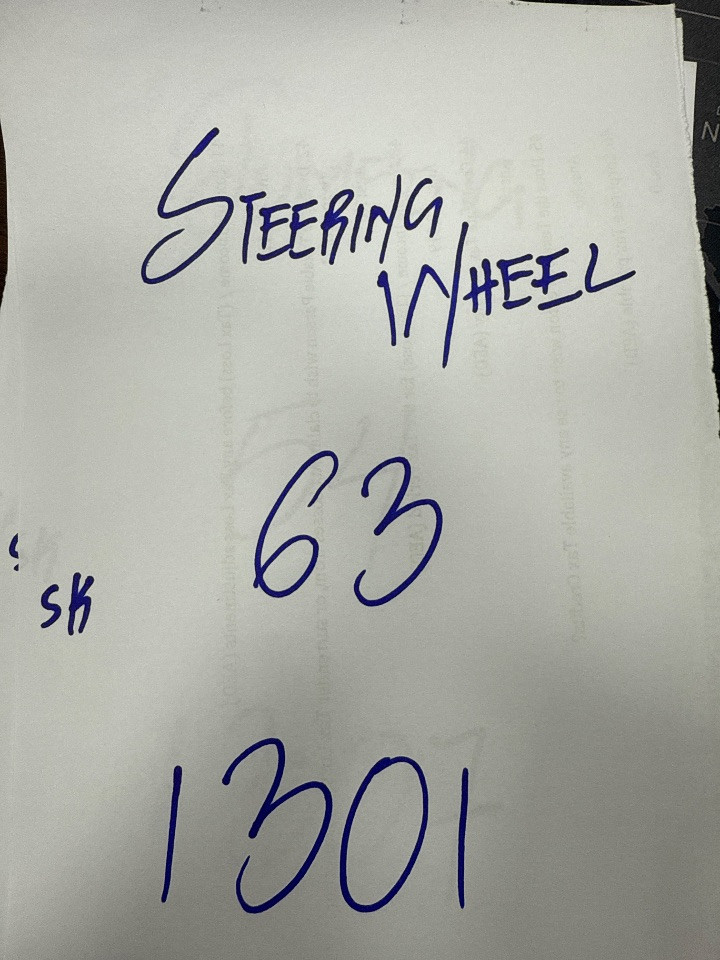 STEERING
WHEEL
63
SK
1301